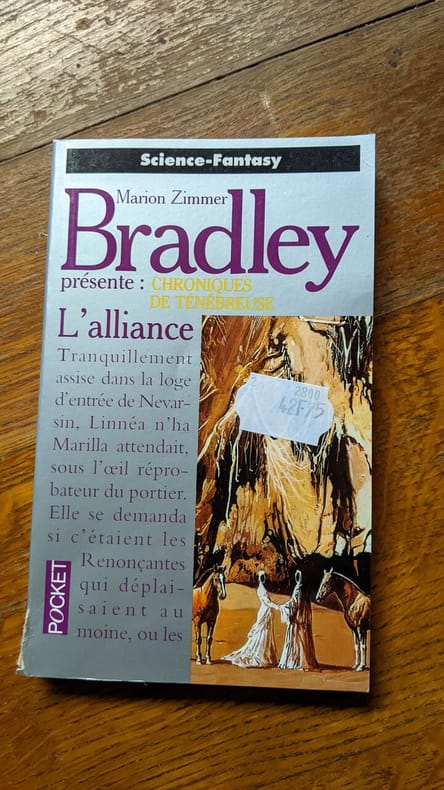 Science-Fantasy
Marion Zimmer
Bradley
présente : CHRONIQUES
DE TÉNÉBREUSE
L'alliance
Tranquillement
assise dans la loge
d'entrée de Nevar-
sin, Linnéa n'ha
Marilla attendait,
sous l'œil répro-
bateur du portier.
Elle se demanda
si c'étaient les
Renonçantes
qui déplai-
saient au
moine, ou les
POCKET
2 2800
42F75